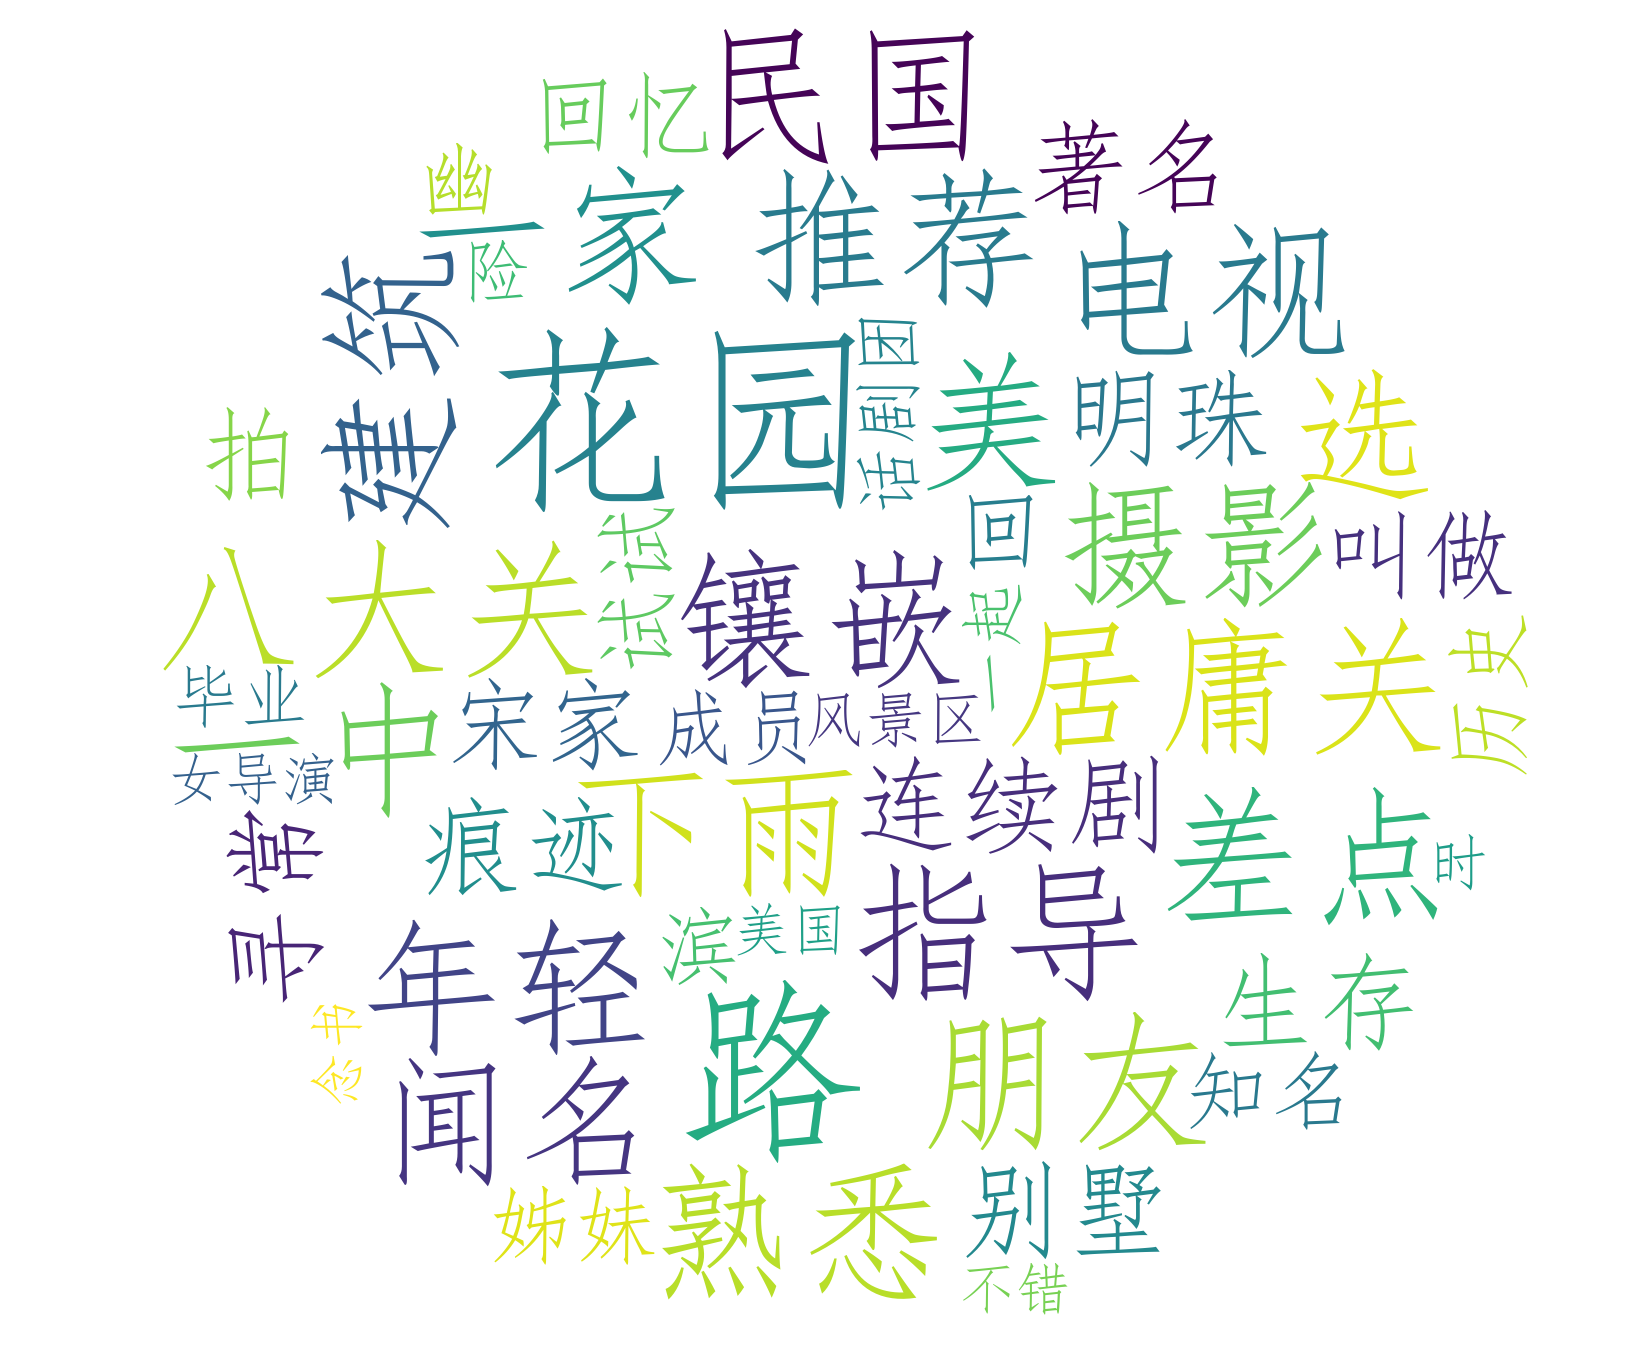 民国
回忆
著名
幽
一家
推荐
电视
险
建筑
花园
话剧团
美
明珠
选
拍
回
摄影
叫做
八大关
试试
镶嵌
一起
居庸关
历史
毕业
一
中
宋家
成员
风景区
女导演
下雨
连续剧
差点
时
寻常
痕迹
指导
年轻
滨
美国
生存
念书
路
朋友
知名
闻名
姊妹
熟悉
别墅
不错